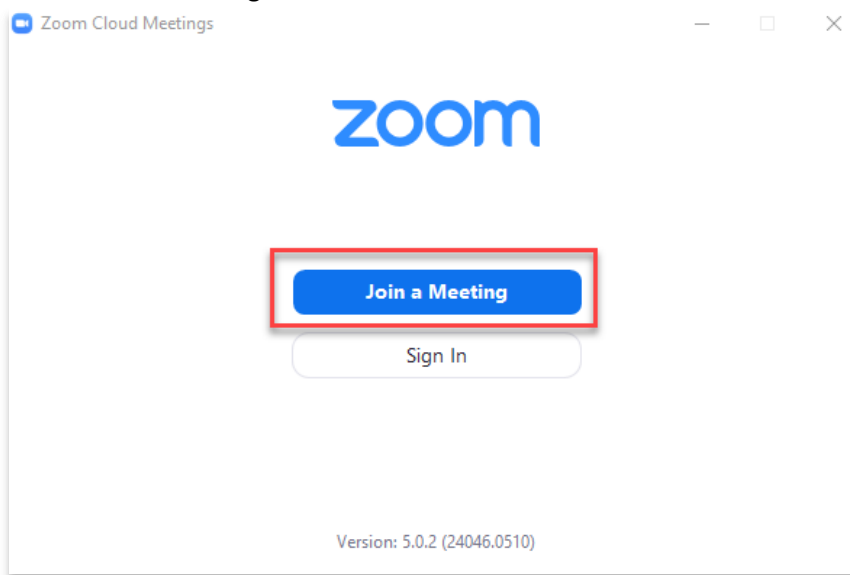 Zoom Cloud Meetings
zoom
Join a Meeting
Sign In
Version: 5.0.2 (24046.0510)